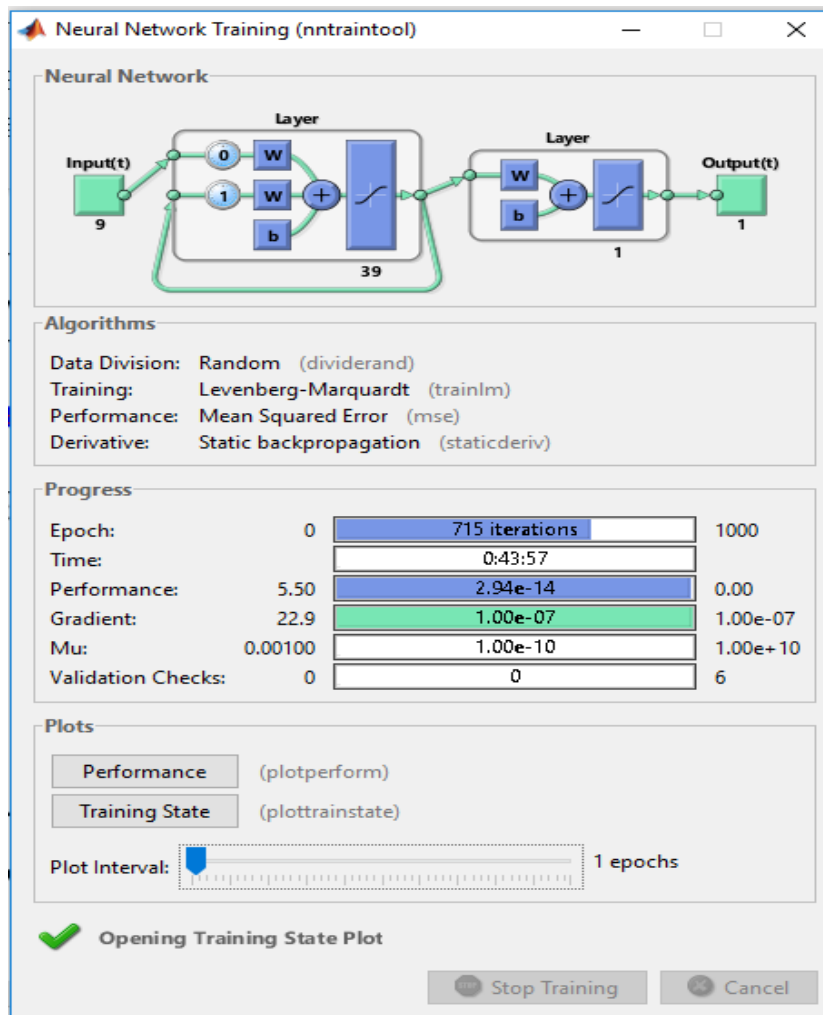 Neural Network Training (nntraintool)
Neural Network
Layer
Layer
Input(t)
0 W
1 W
+
b
39
9
W
+
b
1
Output(t)
1
Algorithms
Data Division: Random (dividerand)
Training: Levenberg-Marquardt (trainlm)
Performance: Mean Squared Error (mse)
Derivative: Static backpropagation (staticderiv)
Progress
Epoch: 0 715 iterations 1000
Time: 0:43:57
Performance: 5.50 2.94e-14 0.00
Gradient: 22.9 1.00e-07 1.00e-07
Mu: 0.00100 1.00e-10 1.00e+10
Validation Checks: 0 0 6
Plots
Performance (plotperform)
Training State (plottrainstate)
Plot Interval: 1 epochs
Opening Training State Plot
STOP Stop Training Cancel